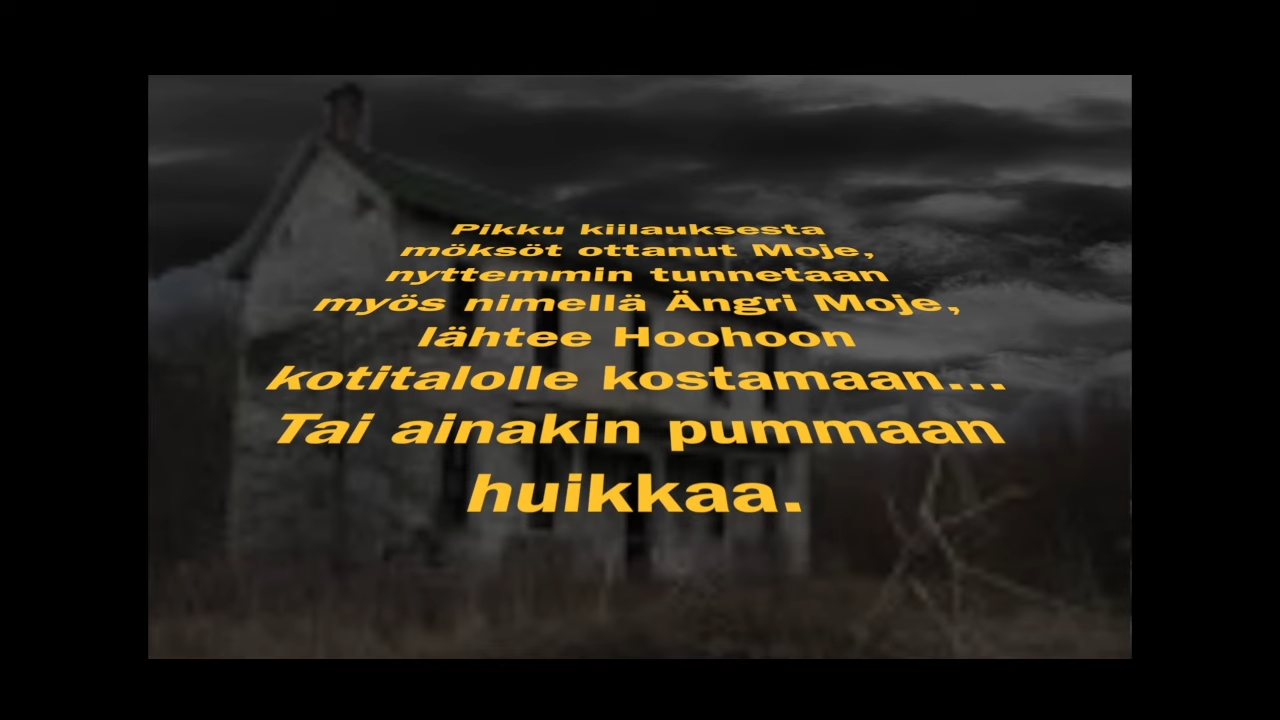 Pikku kiilauksesta
möksöt ottanut Moje,
nyttemmin tunnetaan
myös nimellä Ängri Moje,
lähtee Hoohoon
kotitalolle kostamaan...
Tai ainakin pummaan
huikkaa.